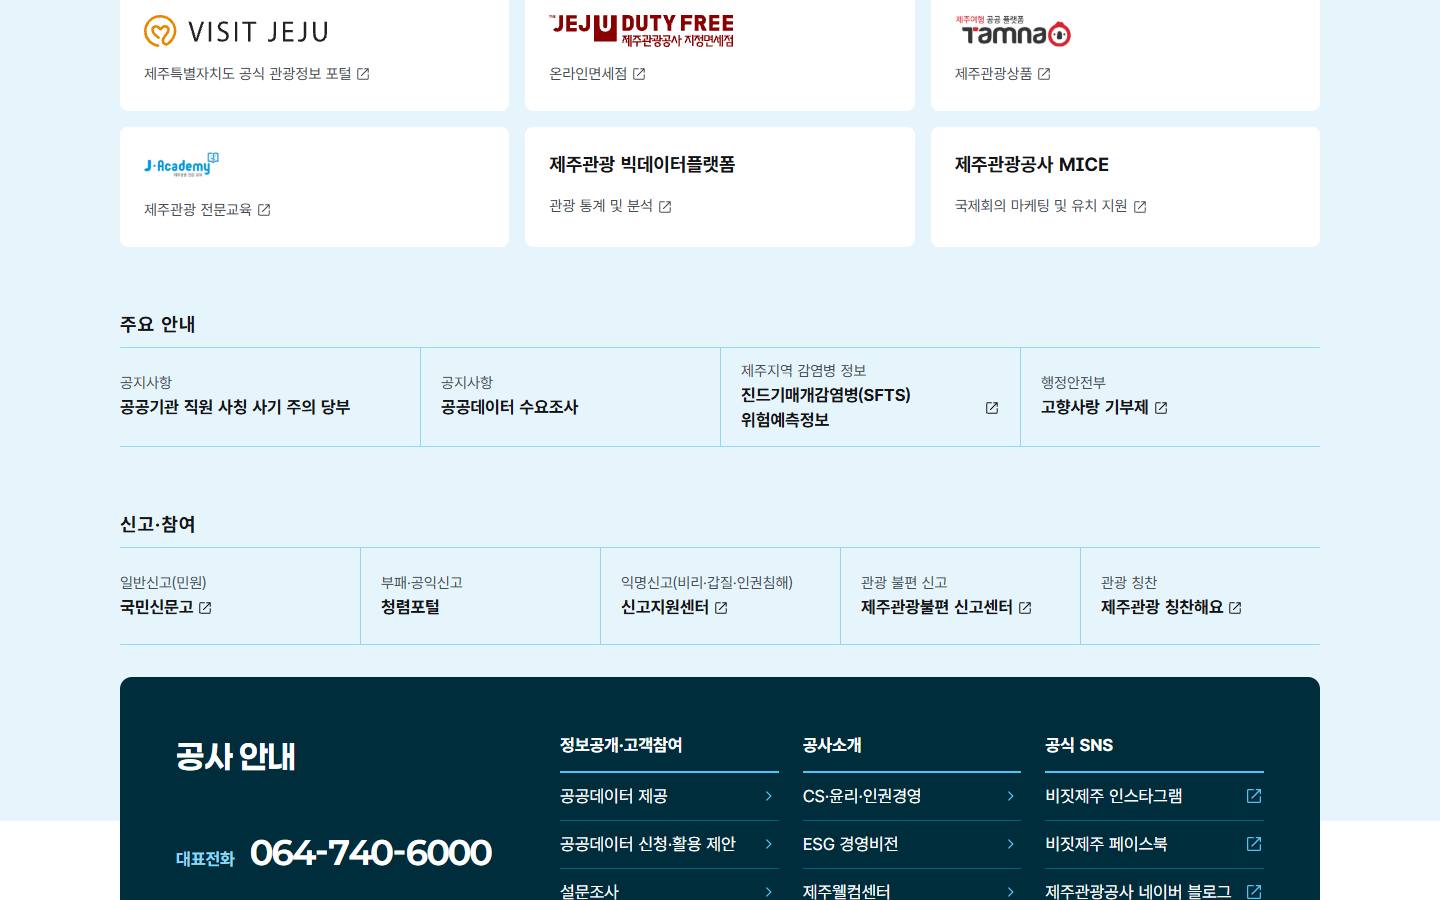 VISIT JEJU
제주특별자치도 공식 관광정보 포털
JEJU DUTY FREE
제주관광공사 지정면세점
온라인면세점
제주여행 공공 플랫폼
Tamnao
제주관광상품
J·Academy
제주관광 전문교육
제주관광 빅데이터플랫폼
관광 통계 및 분석
제주관광공사 MICE
국제회의 마케팅 및 유치 지원
주요 안내
공지사항
공공기관 직원 사칭 사기 주의 당부
공지사항
공공데이터 수요조사
제주지역 감염병 정보
진드기매개감염병(SFTS)
위험예측정보
행정안전부
고향사랑 기부제
신고·참여
일반신고(민원)
국민신문고
부패·공익신고
청렴포털
익명신고(비리·갑질·인권침해)
신고지원센터
관광 불편 신고
제주관광불편 신고센터
관광 칭찬
제주관광 칭찬해요
공사 안내
대표전화 064-740-6000
정보공개·고객참여
공공데이터 제공
공공데이터 신청·활용 제안
설문조사
공사소개
CS·윤리·인권경영
ESG 경영비전
제주웰컴센터
공식 SNS
비짓제주 인스타그램
비짓제주 페이스북
제주관광공사 네이버 블로그